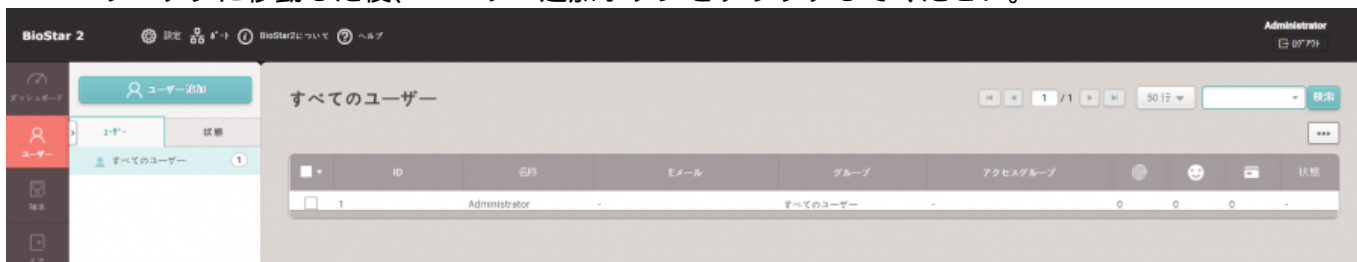 BioStar 2 設定 ポート BioStar2について ヘルプ
Administrator
ログアウト
ダッシュボード
ユーザー追加
すべてのユーザー
1 /1 50 行 検索
ユーザー
ユーザー 状態
すべてのユーザー 1
ID 名称 Eメール グループ アクセスグループ 状態
1 Administrator - すべてのユーザー - 0 0 0 -
端末